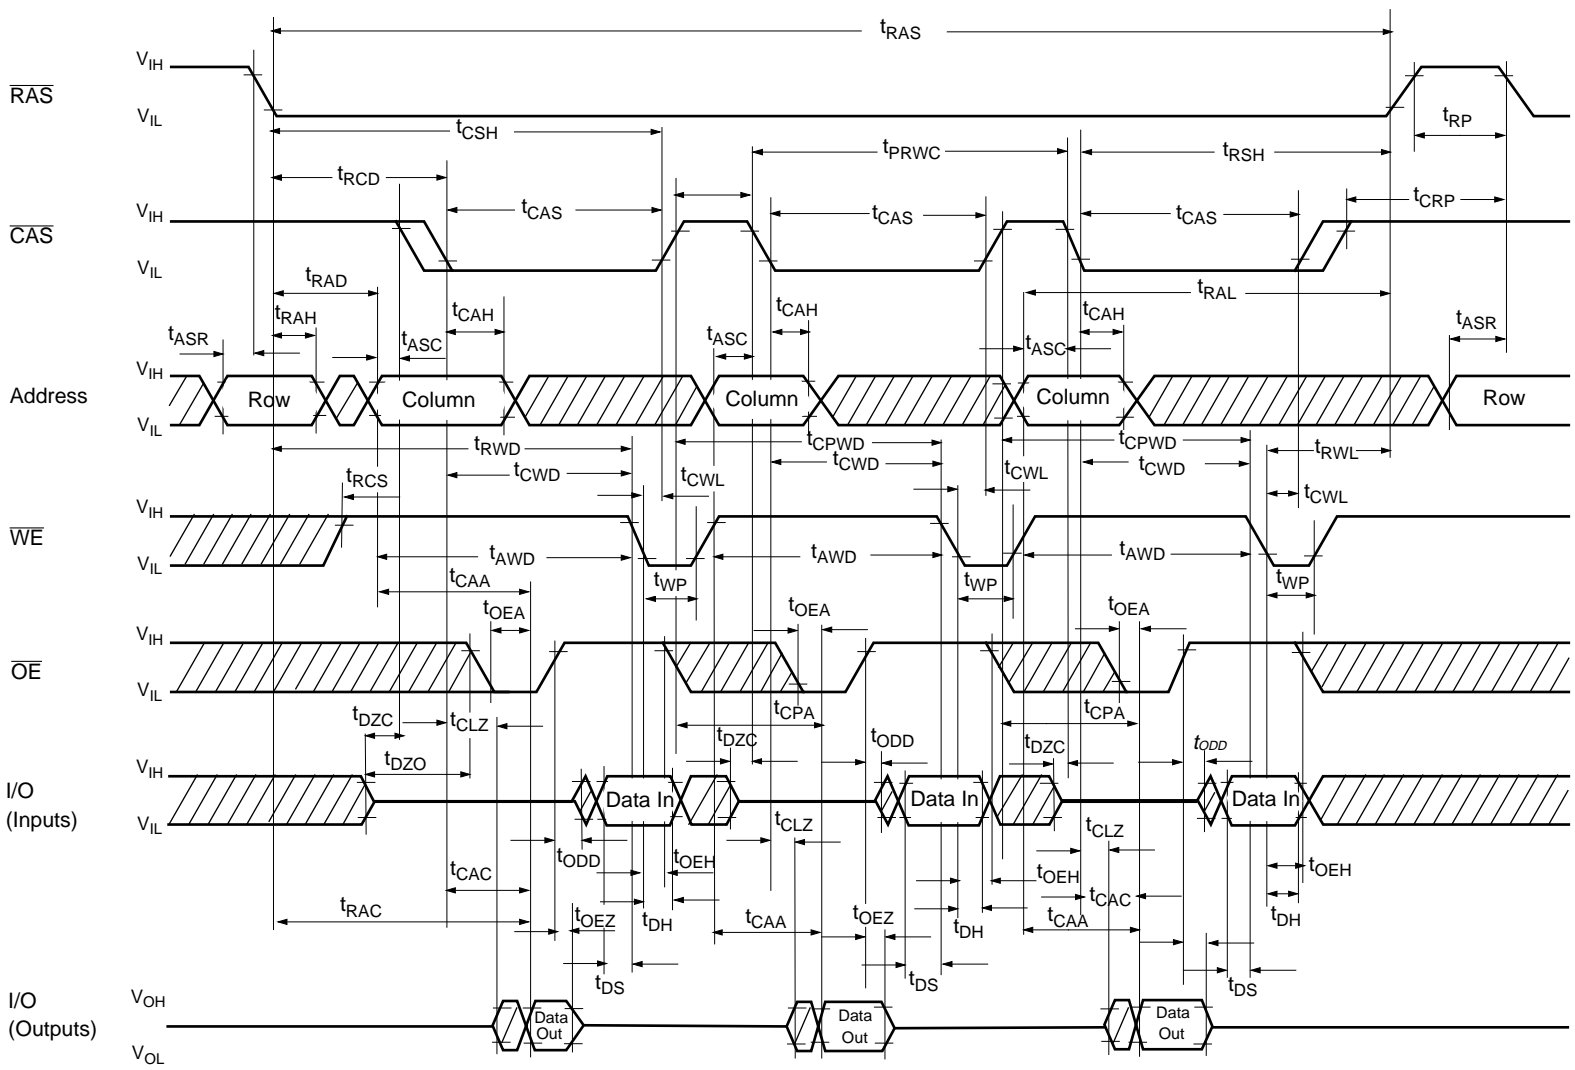 tRAS
VIH
RAS
VIL
tCSH
tPRWC
tRSH
tRP
tRCD
tCAS
tCAS
tCAS
tCRP
VIH
CAS
VIL
tRAD
tRAL
tRAH
tCAH
tCAH
tCAH
tASR
tASC
tASC
tASC
tASR
VIH
Address
Row
Column
Column
Column
Row
VIL
tRWD
tCPWD
tCPWD
tRWL
tCWD
tCWD
tCWD
tRCS
tCWL
tCWL
tCWL
VIH
WE
VIL
tAWD
tAWD
tAWD
tCAA
tWP
tWP
tWP
tOEA
tOEA
tOEA
VIH
OE
VIL
tDZC
tCLZ
tCPA
tCPA
tDZO
tDZC
tODD
tDZC
tODD
VIH
I/O
(Inputs)
Data In
Data In
Data In
VIL
tODD
tOEH
tCLZ
tOEH
tCLZ
tOEH
tCAC
tCAC
tRAC
tOEZ
tDH
tCAA
tOEZ
tDH
tCAA
tDH
tDS
tDS
tDS
VOH
I/O
(Outputs)
Data
Out
Data
Out
Data
Out
VOL